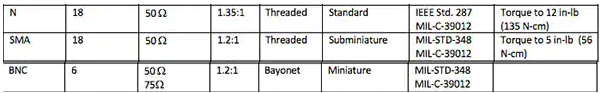 N 18 50Ω 1.35:1 Threaded Standard IEEE Std. 287 Torque to 12 in-lb
MIL-C-39012 (135 N-cm)
SMA 18 50Ω 1.2:1 Threaded Subminiature MIL-STD-348 Torque to 5 in-lb (56
MIL-C-39012 N-cm)
BNC 6 50Ω 1.2:1 Bayonet Miniature MIL-STD-348
75Ω MIL-C-39012